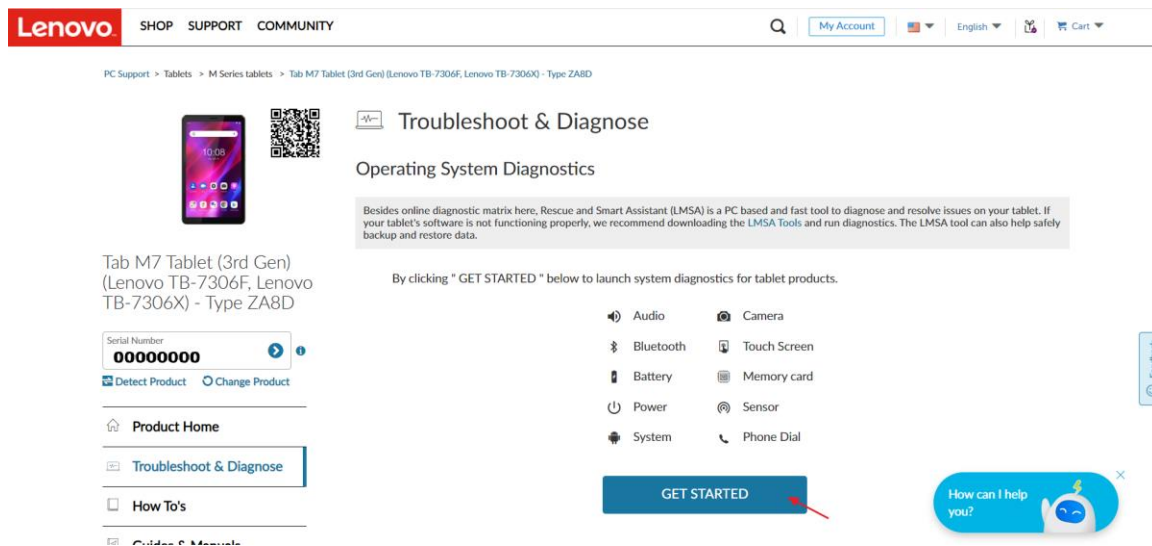 Lenovo
SHOP SUPPORT COMMUNITY
My Account
English
Cart
PC Support > Tablets > M Series tablets > Tab M7 Tablet (3rd Gen) (Lenovo TB-7306F, Lenovo TB-7306X) - Type ZA8D
10:08
Troubleshoot & Diagnose
Operating System Diagnostics
Besides online diagnostic matrix here, Rescue and Smart Assistant (LMSA) is a PC based and fast tool to diagnose and resolve issues on your tablet. If
your tablet's software is not functioning properly, we recommend downloading the LMSA Tools and run diagnostics. The LMSA tool can also help safely
backup and restore data.
Tab M7 Tablet (3rd Gen)
(Lenovo TB-7306F, Lenovo
TB-7306X) - Type ZA8D
Serial Number
00000000
Detect Product Change Product
Product Home
Troubleshoot & Diagnose
How To's
Guides & Manuals
By clicking " GET STARTED " below to launch system diagnostics for tablet products.
Audio Camera
Bluetooth Touch Screen
Battery Memory card
Power Sensor
System Phone Dial
GET STARTED
How can I help
you?